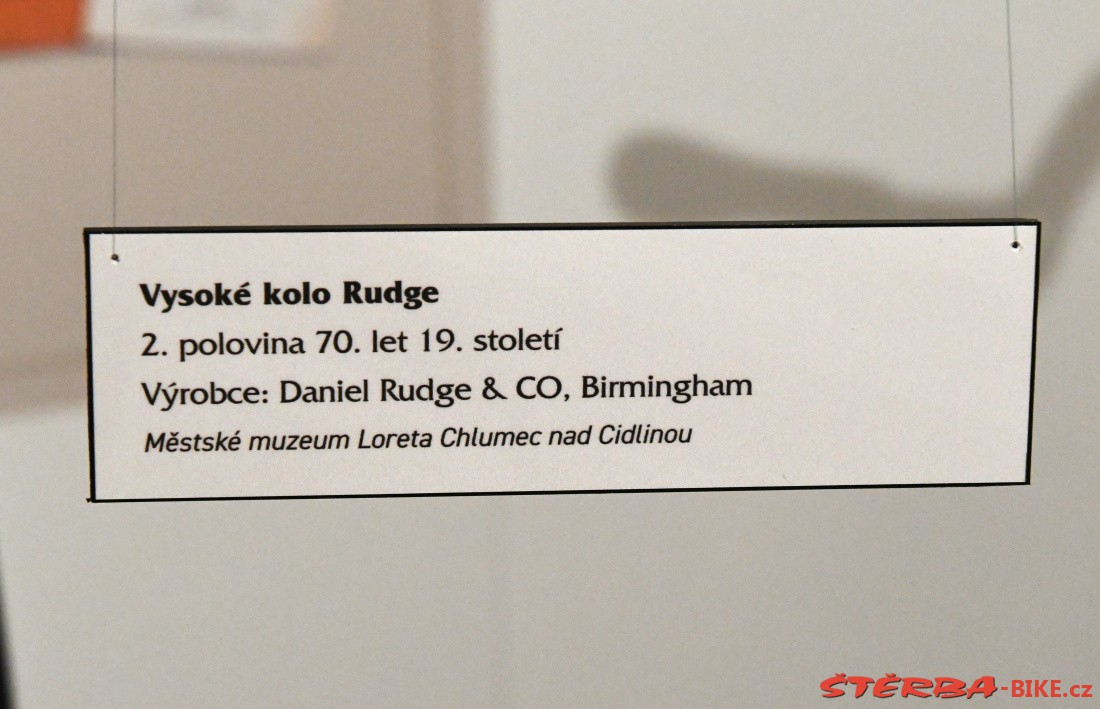 Vysoké kolo Rudge
2. polovina 70. let 19. století
Výrobce: Daniel Rudge & CO, Birmingham
Městské muzeum Loreta Chlumec nad Cidlinou
ŠTĒRBA-BIKE.cz